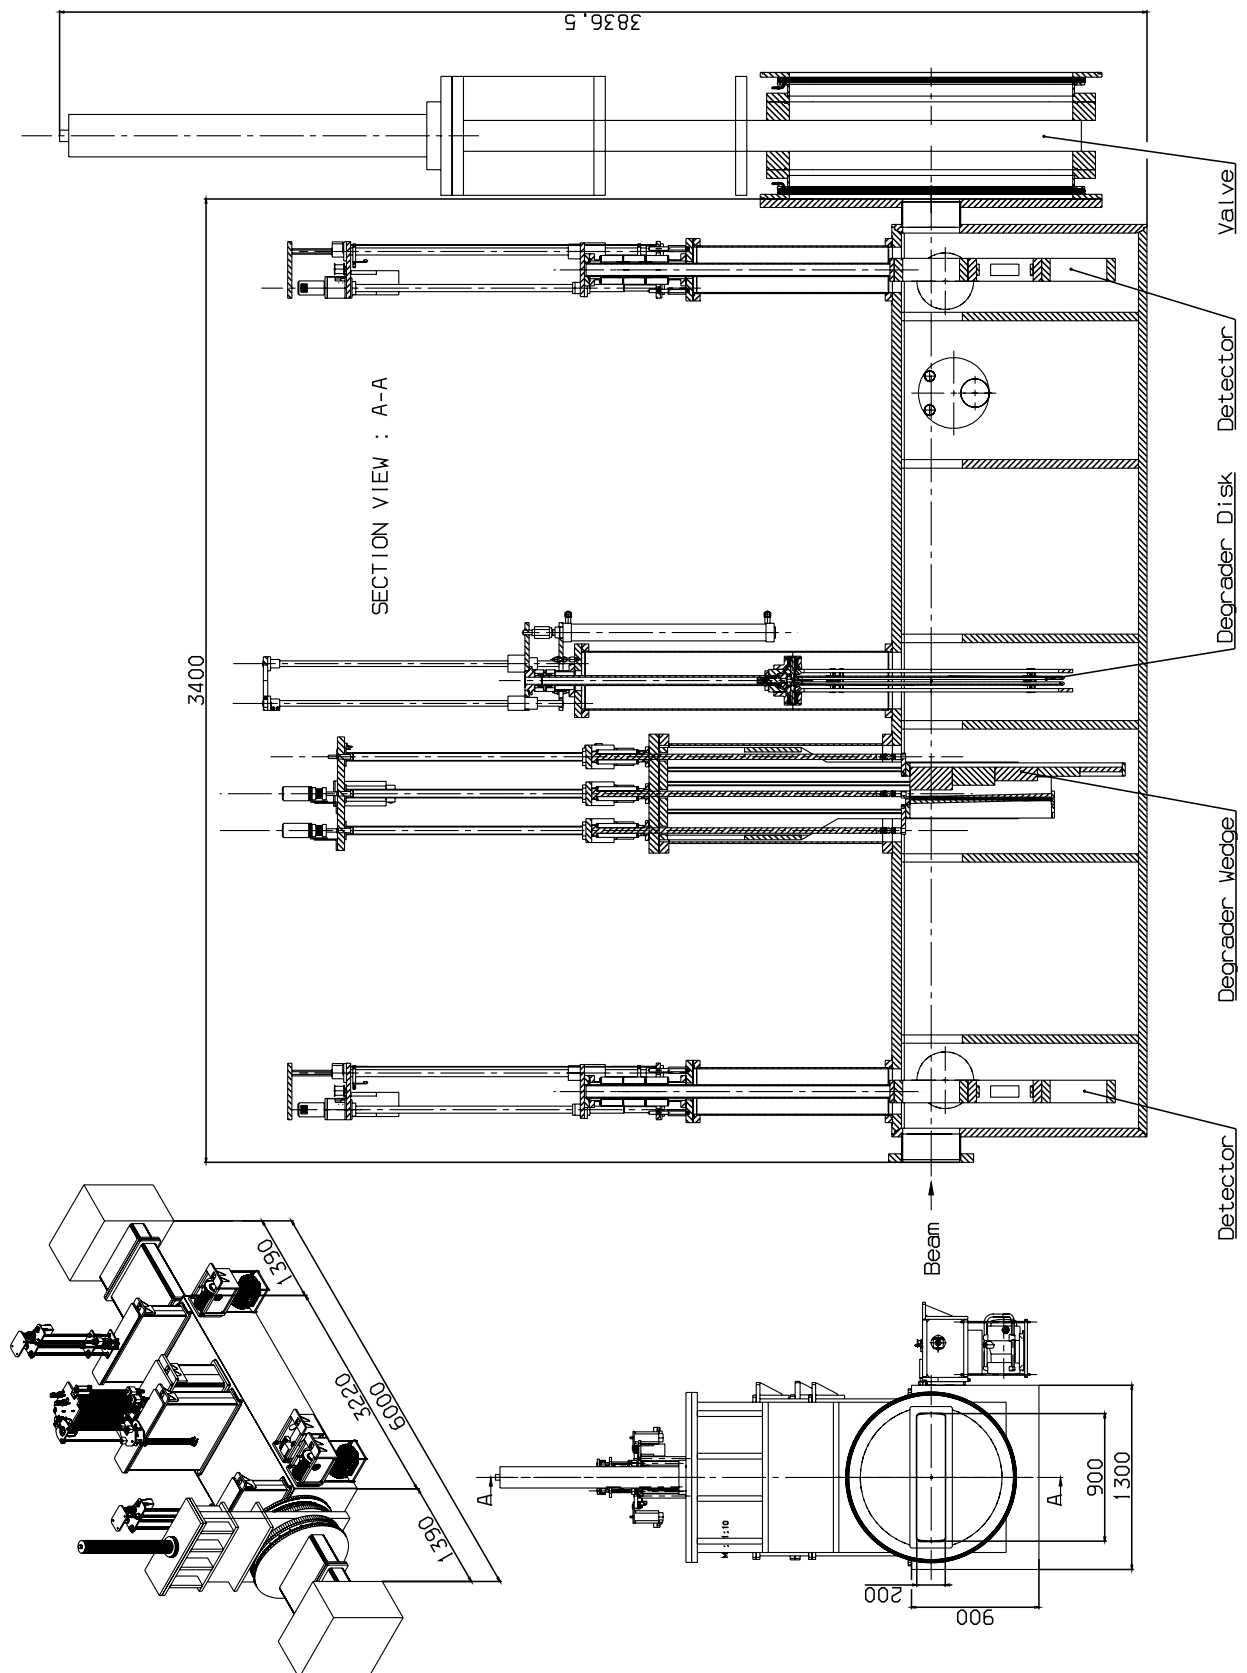 3836,5
SECTION VIEW : A-A
3400
Valve
Detector
Degrader Disk
Degrader Wedge
Detector
Beam
1390
3220
6000
1390
A
A
900
1300
200
900